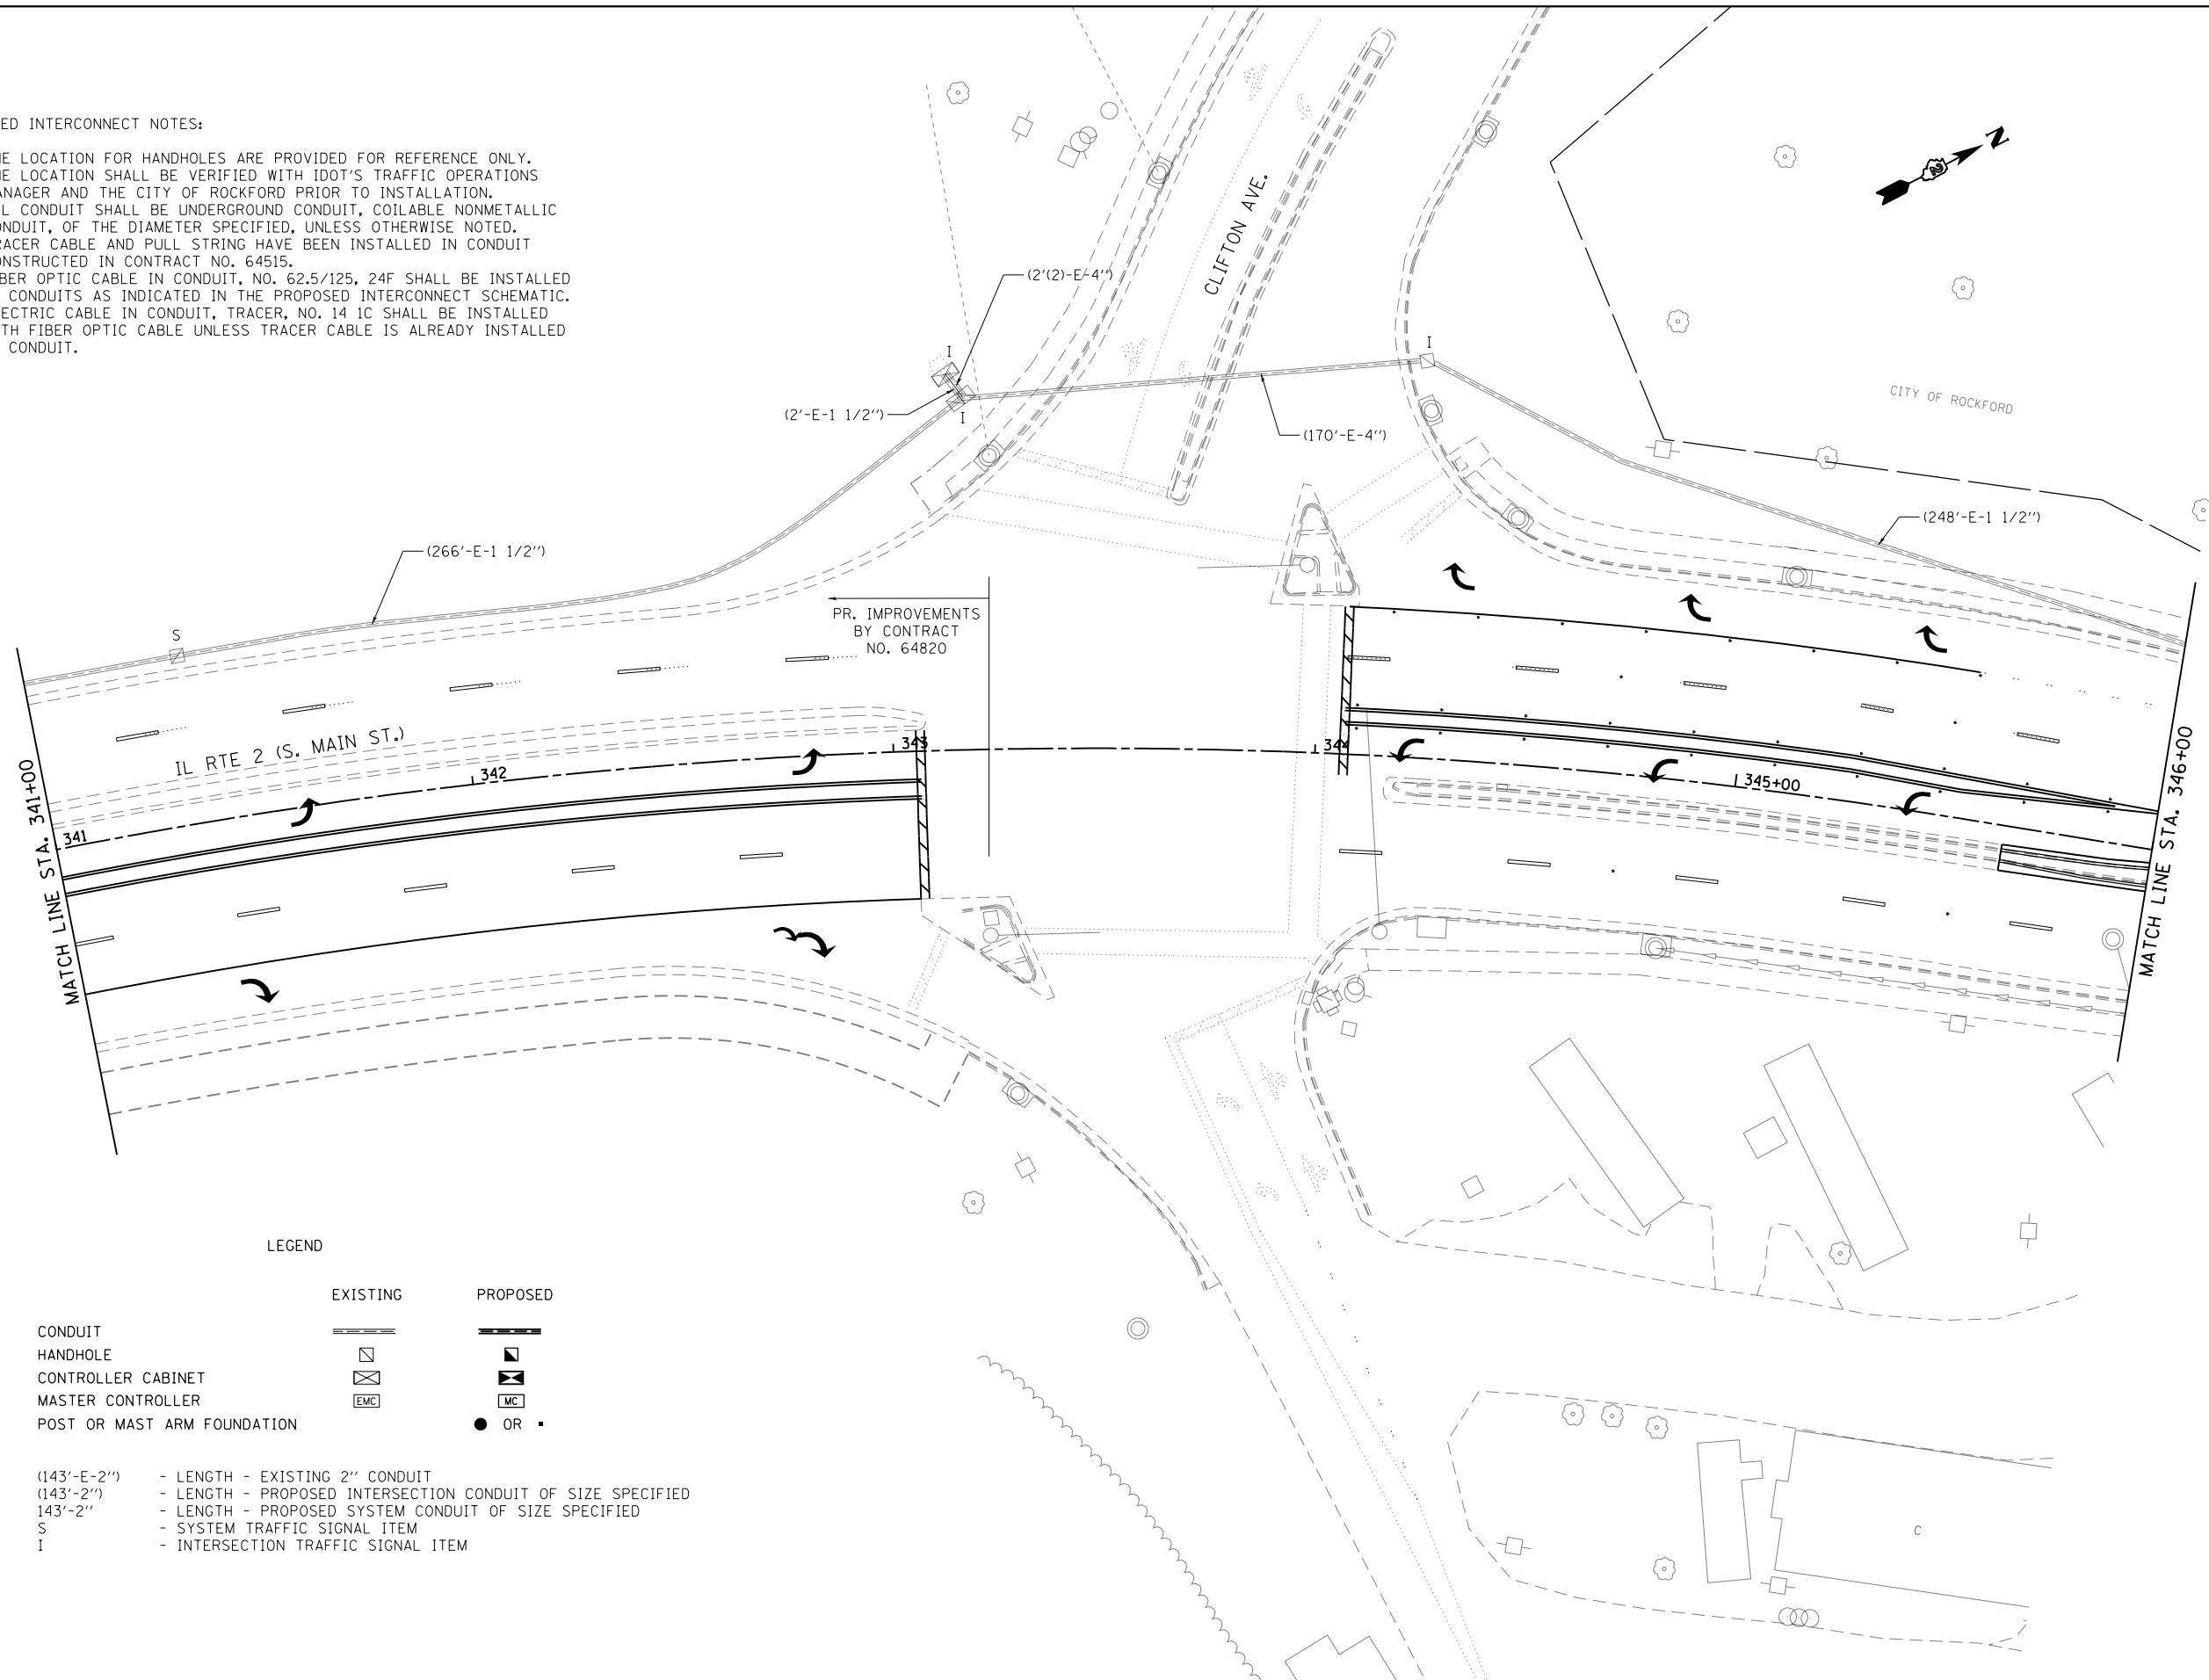 ED INTERCONNECT NOTES:
E LOCATION FOR HANDHOLES ARE PROVIDED FOR REFERENCE ONLY.
E LOCATION SHALL BE VERIFIED WITH IDOT'S TRAFFIC OPERATIONS
ANAGER AND THE CITY OF ROCKFORD PRIOR TO INSTALLATION.
L CONDUIT SHALL BE UNDERGROUND CONDUIT, COILABLE NONMETALLIC
ONDUIT, OF THE DIAMETER SPECIFIED, UNLESS OTHERWISE NOTED.
RACER CABLE AND PULL STRING HAVE BEEN INSTALLED IN CONDUIT
ONSTRUCTED IN CONTRACT NO. 64515.
BER OPTIC CABLE IN CONDUIT, NO. 62.5/125, 24F SHALL BE INSTALLED
CONDUITS AS INDICATED IN THE PROPOSED INTERCONNECT SCHEMATIC.
ECTRIC CABLE IN CONDUIT, TRACER, NO. 14 1C SHALL BE INSTALLED
TH FIBER OPTIC CABLE UNLESS TRACER CABLE IS ALREADY INSTALLED
CONDUIT.
N
2
CLIFTON AVE.
(2'(2)-E-4'')
I
I
I
(2'-E-1 1/2'')
(170'-E-4'')
CITY OF ROCKFORD
(248'-E-1 1/2'')
(266'-E-1 1/2'')
S
PR. IMPROVEMENTS
BY CONTRACT
NO. 64820
IL RTE 2 (S. MAIN ST.)
341
342
343
344
345+00
MATCH LINE STA. 341+00
MATCH LINE STA. 346+00
C
LEGEND
EXISTING PROPOSED
CONDUIT
HANDHOLE
CONTROLLER CABINET
MASTER CONTROLLER EMC MC
POST OR MAST ARM FOUNDATION OR
(143'-E-2'') - LENGTH - EXISTING 2'' CONDUIT
(143'-2'') - LENGTH - PROPOSED INTERSECTION CONDUIT OF SIZE SPECIFIED
143'-2'' - LENGTH - PROPOSED SYSTEM CONDUIT OF SIZE SPECIFIED
S - SYSTEM TRAFFIC SIGNAL ITEM
I - INTERSECTION TRAFFIC SIGNAL ITEM